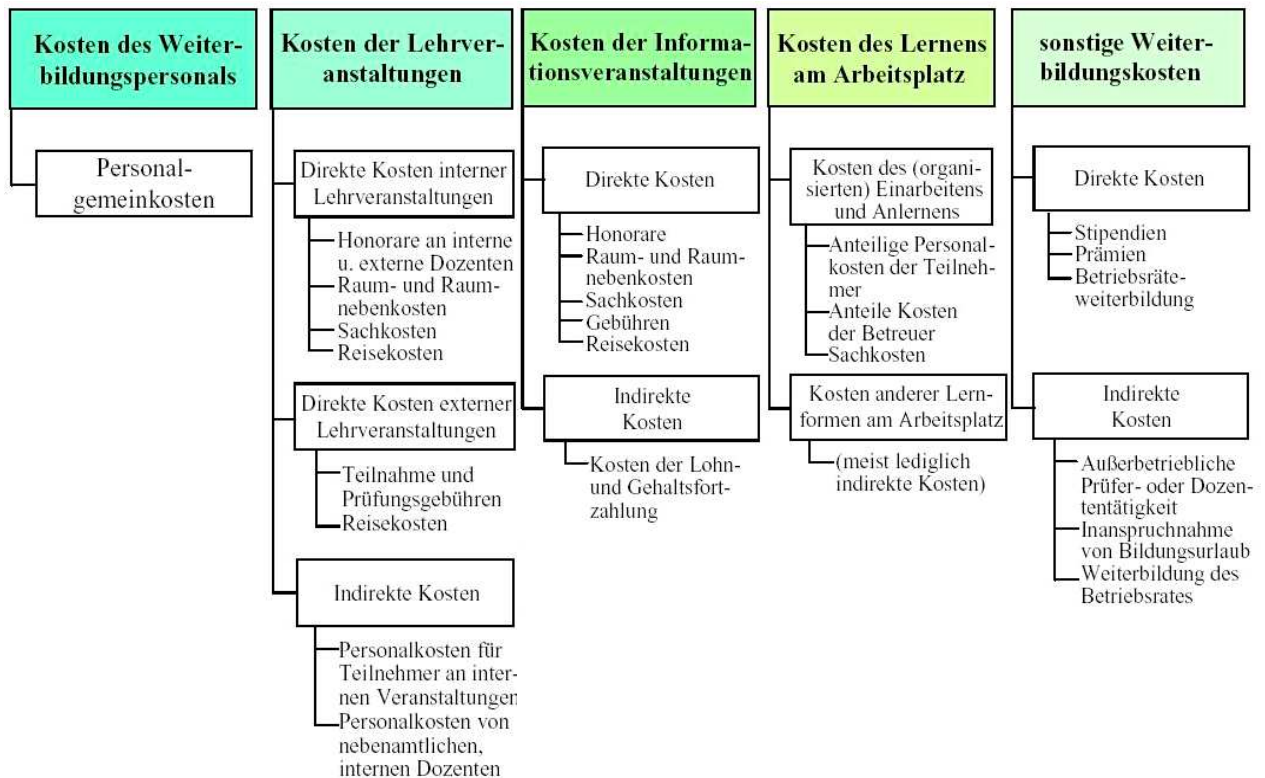 Kosten des Weiter-
bildungspersonals
Personal-
gemeinkosten
Kosten der Lehrver-
anstaltungen
Direkte Kosten interner
Lehrveranstaltungen
Honorare an interne
u. externe Dozenten
Raum- und Raum-
nebenkosten
Sachkosten
Reisekosten
Direkte Kosten externer
Lehrveranstaltungen
Teilnahme und
Prüfungsgebühren
Reisekosten
Indirekte Kosten
Personalkosten für
Teilnehmer an inter-
nen Veranstaltungen
Personalkosten von
nebenamtlichen,
internen Dozenten
Kosten der Informa-
tionsveranstaltungen
Direkte Kosten
Honorare
Raum- und Raum-
nebenkosten
Sachkosten
Gebühren
Reisekosten
Indirekte
Kosten
Kosten der Lohn-
und Gehaltsfort-
zahlung
Kosten des Lernens
am Arbeitsplatz
Kosten des (organi-
sierten) Einarbeitens
und Anlernens
Anteilige Personal-
kosten der Teilneh-
mer
Anteile Kosten
der Betreuer
Sachkosten
Kosten anderer Lern-
formen am Arbeitsplatz
(meist lediglich
indirekte Kosten)
sonstige Weiter-
bildungskosten
Direkte Kosten
Stipendien
Prämien
Betriebsräte-
weiterbildung
Indirekte
Kosten
Außerbetriebliche
Prüfer- oder Dozen-
tentätigkeit
Inanspruchnahme
von Bildungsurlaub
Weiterbildung des
Betriebsrates